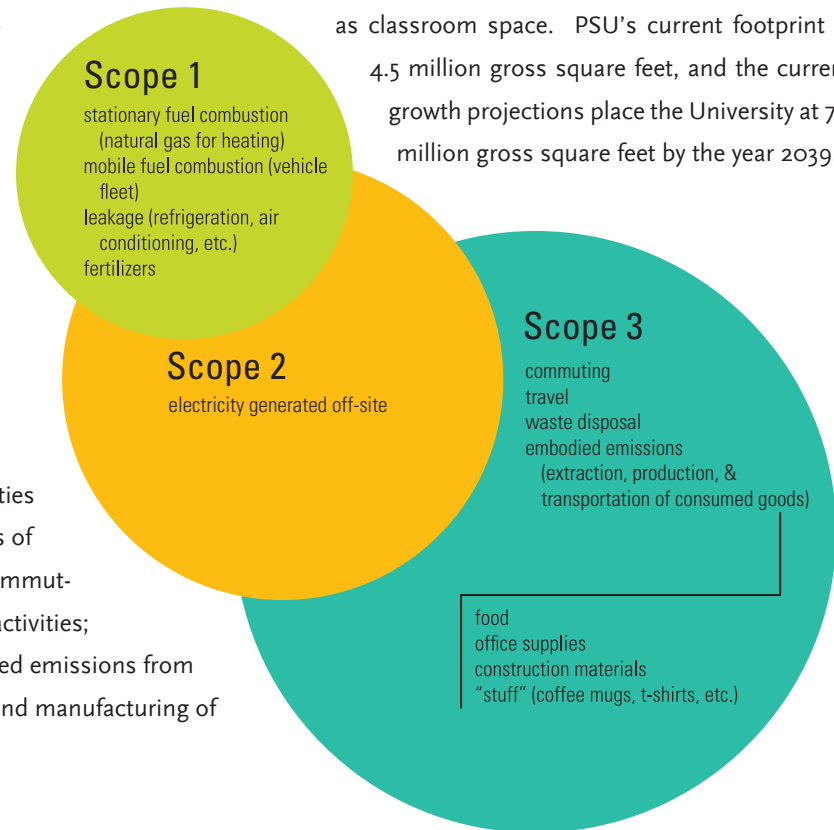 as classroom space. PSU's current footprint
4.5 million gross square feet, and the curren
growth projections place the University at 7
million gross square feet by the year 2039
Scope 1
stationary fuel combustion
(natural gas for heating)
mobile fuel combustion (vehicle
fleet)
leakage (refrigeration, air
conditioning, etc.)
fertilizers
Scope 2
electricity generated off-site
Scope 3
commuting
travel
waste disposal
embodied emissions
(extraction, production, &
transportation of consumed goods)
food
office supplies
construction materials
"stuff" (coffee mugs, t-shirts, etc.)
ties
s of
mmut-
ctivities;
ed emissions from
nd manufacturing of